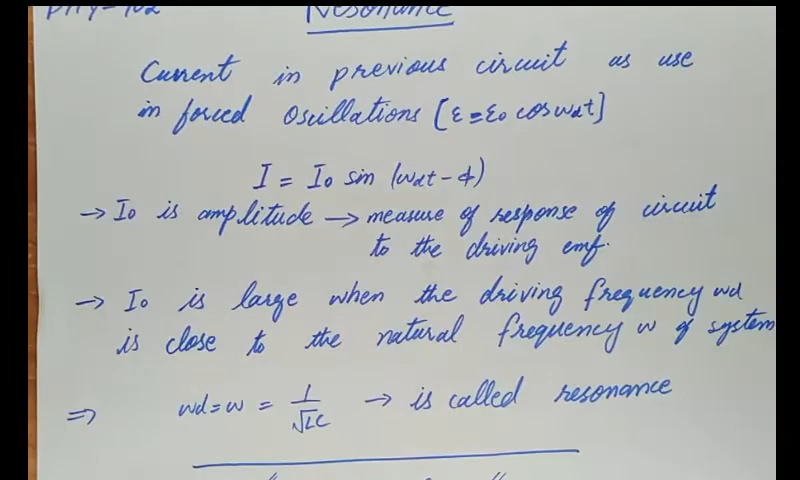 PHY-102
Resonance
Current in previous circuit as use
in forced Oscillations [ε = ε₀ cos ωdt]
I = I₀ sin (ωdt - ϕ)
→ I₀ is amplitude → measure of response of circuit
to the driving emf.
→ I₀ is large when the driving frequency ωd
is close to the natural frequency ω of system
⇒ ωd = ω = 1/√LC → is called resonance